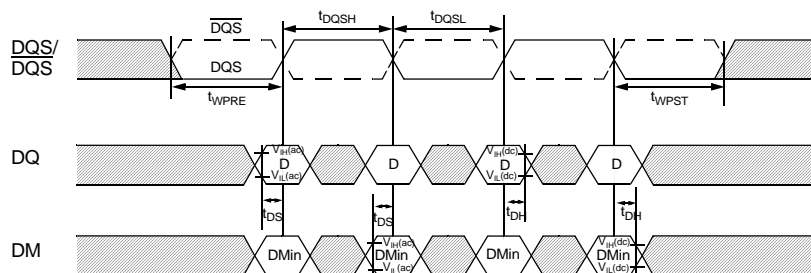 DQS tDQSH tDQSL
DQS/
DQS
DQS
tWPRE tWPST
DQ
VIH(ac) VIH(dc)
D D D D
VIL(ac) VIL(dc)
tDS tDS tDH tDH
DM
VIH(ac) VIH(dc)
DMin DMin DMin DMin
VIL(ac) VIL(dc)